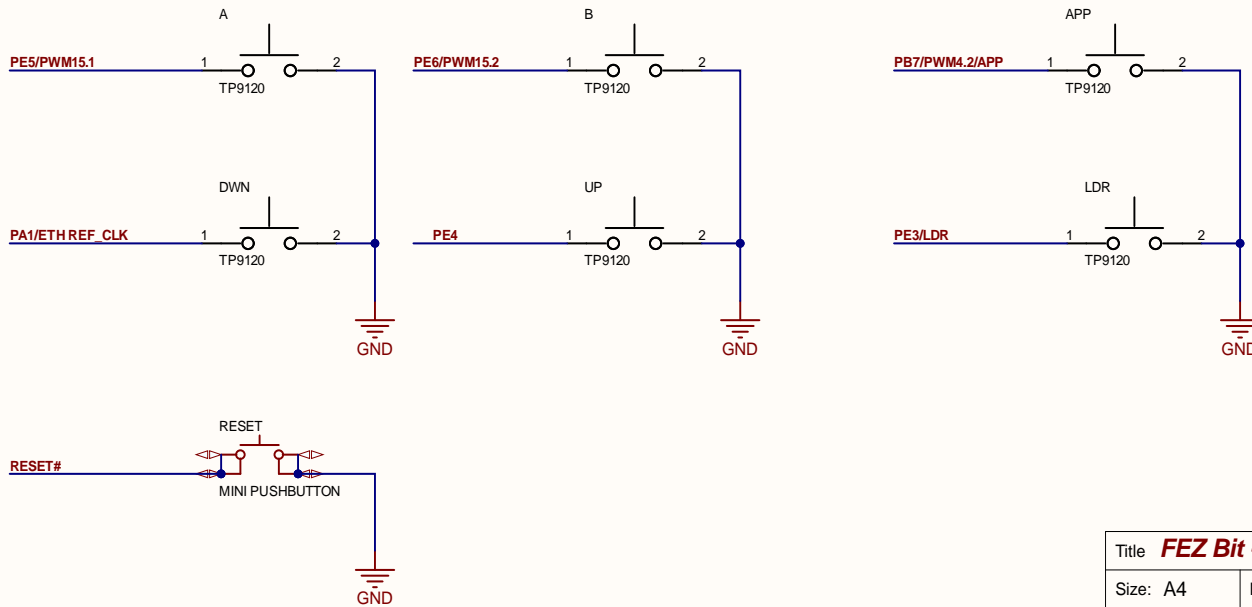 A B APP
PE5/PWM15.1 1 2 PE6/PWM15.2 1 2 PB7/PWM4.2/APP 1 2
TP9120 TP9120 TP9120
DWN UP LDR
PA1/ETH REF_CLK 1 2 PE4 1 2 PE3/LDR 1 2
TP9120 TP9120 TP9120
GND GND GND
RESET
RESET#
MINI PUSHBUTTON
Title FEZ Bit
Size: A4
GND